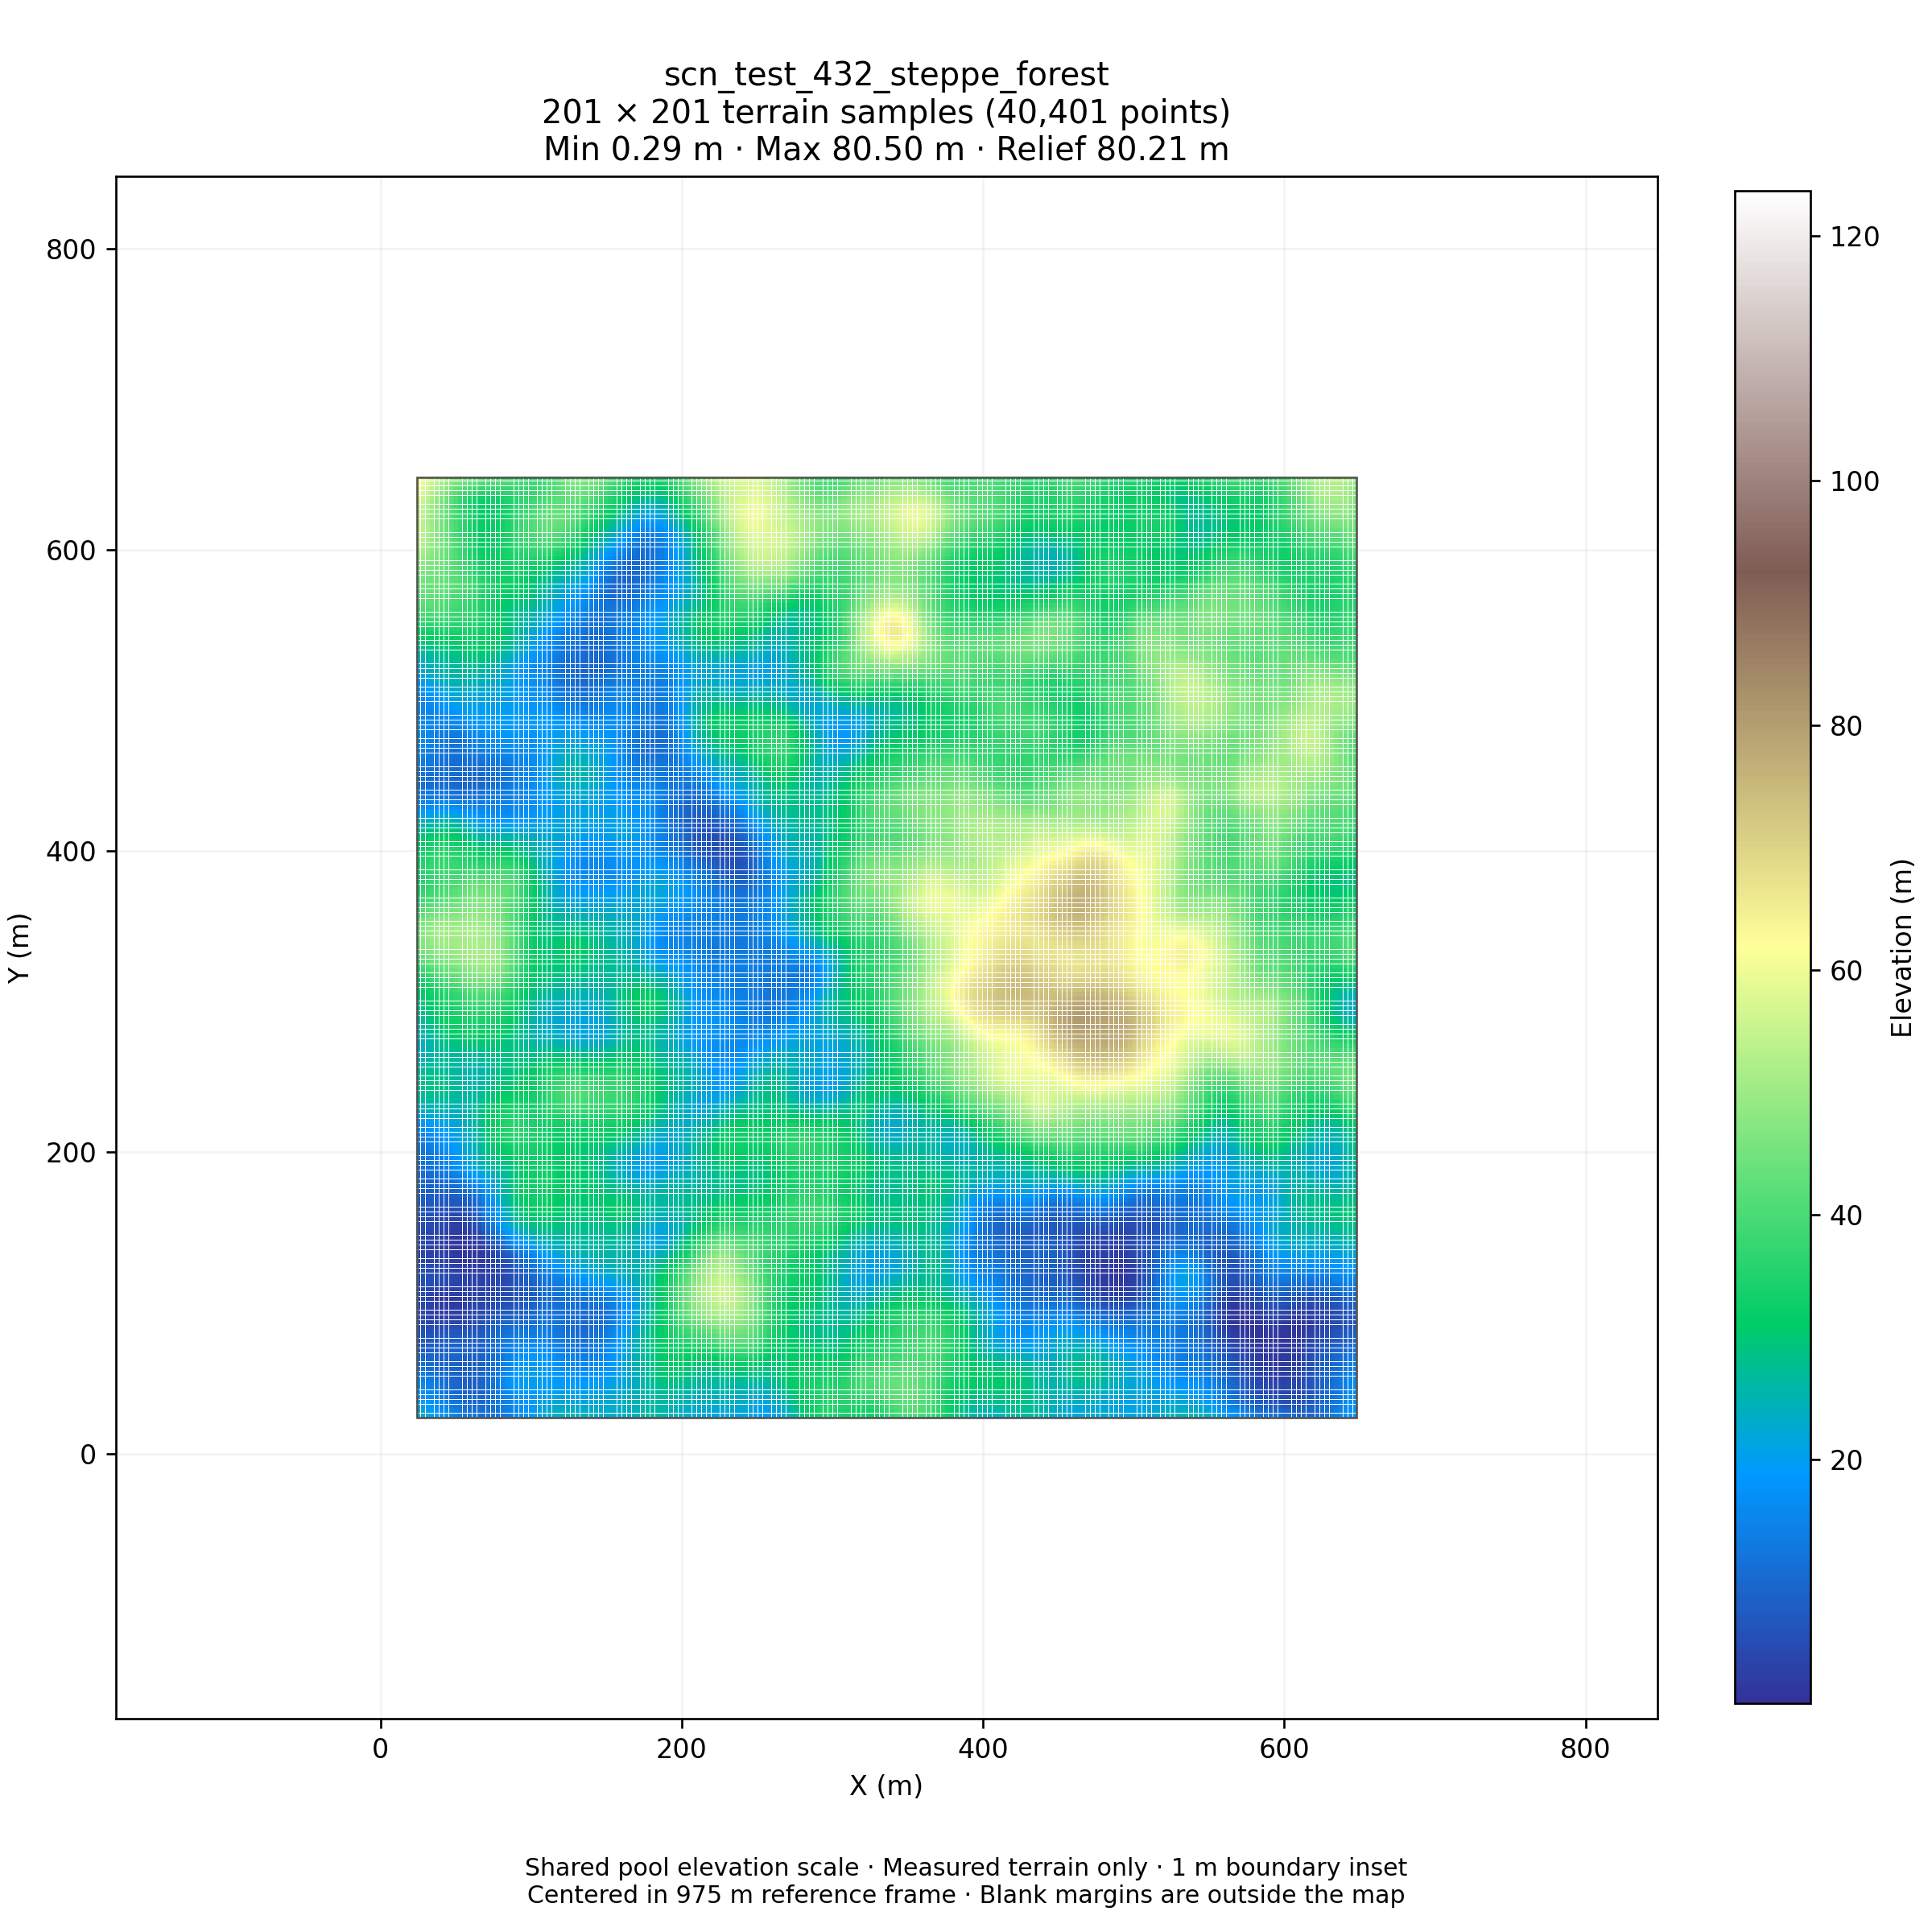 scn_test_432_steppe_forest
201 × 201 terrain samples (40,401 points)
Min 0.29 m · Max 80.50 m · Relief 80.21 m
800
600
400
200
0
Y (m)
0
200
400
600
800
X (m)
120
100
80
60
40
20
Elevation (m)
Shared pool elevation scale · Measured terrain only · 1 m boundary inset
Centered in 975 m reference frame · Blank margins are outside the map